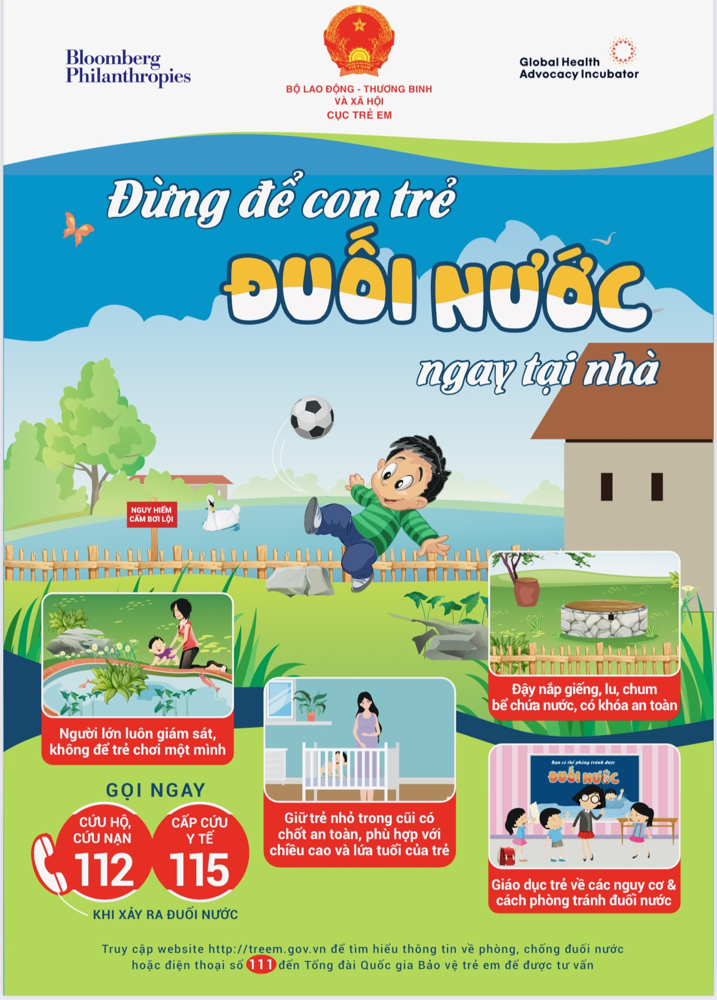 Bloomberg
Philanthropies
VIỆT NAM
BỘ LAO ĐỘNG - THƯƠNG BINH
VÀ XÃ HỘI
CỤC TRẺ EM
Global Health
Advocacy Incubator
Đừng để con trẻ
ĐUỐI NƯỚC
ngay tại nhà
NGUY HIỂM
CẤM BƠI LỘI
Người lớn luôn giám sát,
không để trẻ chơi một mình
Đậy nắp giếng, lu, chum
bể chứa nước, có khóa an toàn
Giữ trẻ nhỏ trong cũi có
chốt an toàn, phù hợp với
chiều cao và lứa tuổi của trẻ
Bạn có thể phòng tránh được
ĐUỐI NƯỚC
Giáo dục trẻ về các nguy cơ &
cách phòng tránh đuối nước
GỌI NGAY
CỨU HỘ,
CỨU NẠN
112
CẤP CỨU
Y TẾ
115
KHI XẢY RA ĐUỐI NƯỚC
Truy cập website http://treem.gov.vn để tìm hiểu thông tin về phòng, chống đuối nước
hoặc điện thoại số 111 đến Tổng đài Quốc gia Bảo vệ trẻ em để được tư vấn